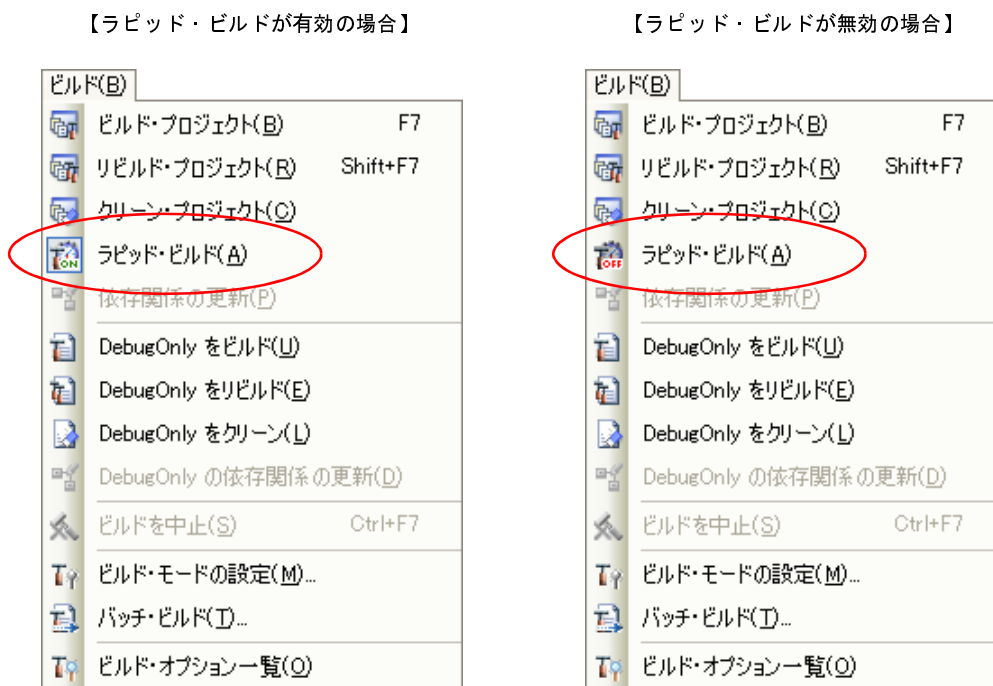 【ラピッド・ビルドが有効の場合】
ビルド(B)
ビルド・プロジェクト(B) F7
リビルド・プロジェクト(R) Shift+F7
クリーン・プロジェクト(C)
ON ラピッド・ビルド(A)
依存関係の更新(P)
DebugOnly をビルド(U)
DebugOnly をリビルド(E)
DebugOnly をクリーン(L)
DebugOnly の依存関係の更新(D)
ビルドを中止(S) Ctrl+F7
ビルド・モードの設定(M)...
バッチ・ビルド(T)...
ビルド・オプション一覧(O)
【ラピッド・ビルドが無効の場合】
ビルド(B)
ビルド・プロジェクト(B) F7
リビルド・プロジェクト(R) Shift+F7
クリーン・プロジェクト(C)
OFF ラピッド・ビルド(A)
依存関係の更新(P)
DebugOnly をビルド(U)
DebugOnly をリビルド(E)
DebugOnly をクリーン(L)
DebugOnly の依存関係の更新(D)
ビルドを中止(S) Ctrl+F7
ビルド・モードの設定(M)...
バッチ・ビルド(T)...
ビルド・オプション一覧(O)